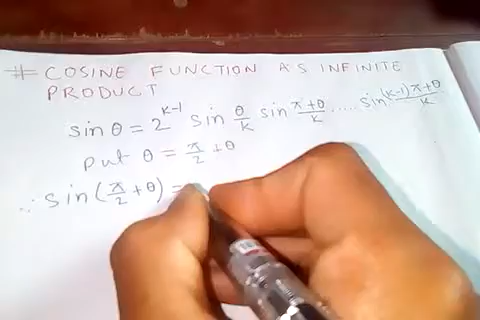 # COSINE FUNCTION AS INFINITE
PRODUCT
sin θ = 2^{k-1} sin θ/k sin (π+θ)/k ..... sin ((k-1)π+θ)/k
put θ = π/2 + θ
∴ sin(π/2 + θ) =